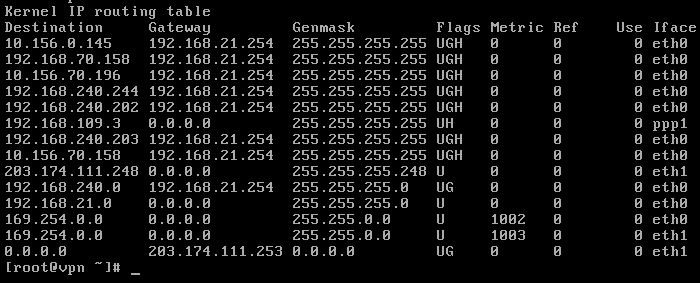 Kernel IP routing table
Destination     Gateway         Genmask         Flags Metric Ref    Use Iface
10.156.0.145    192.168.21.254  255.255.255.255 UGH   0      0        0 eth0
192.168.70.158  192.168.21.254  255.255.255.255 UGH   0      0        0 eth0
10.156.70.196   192.168.21.254  255.255.255.255 UGH   0      0        0 eth0
192.168.240.244 192.168.21.254  255.255.255.255 UGH   0      0        0 eth0
192.168.240.202 192.168.21.254  255.255.255.255 UGH   0      0        0 eth0
192.168.109.3   0.0.0.0         255.255.255.255 UH    0      0        0 ppp1
192.168.240.203 192.168.21.254  255.255.255.255 UGH   0      0        0 eth0
10.156.70.158   192.168.21.254  255.255.255.255 UGH   0      0        0 eth0
203.174.111.248 0.0.0.0         255.255.255.248 U     0      0        0 eth1
192.168.240.0   192.168.21.254  255.255.255.0   UG    0      0        0 eth0
192.168.21.0    0.0.0.0         255.255.255.0   U     0      0        0 eth0
169.254.0.0     0.0.0.0         255.255.0.0     U     1002   0        0 eth0
169.254.0.0     0.0.0.0         255.255.0.0     U     1003   0        0 eth1
0.0.0.0         203.174.111.253 0.0.0.0         UG    0      0        0 eth1
[root@vpn ~]# _